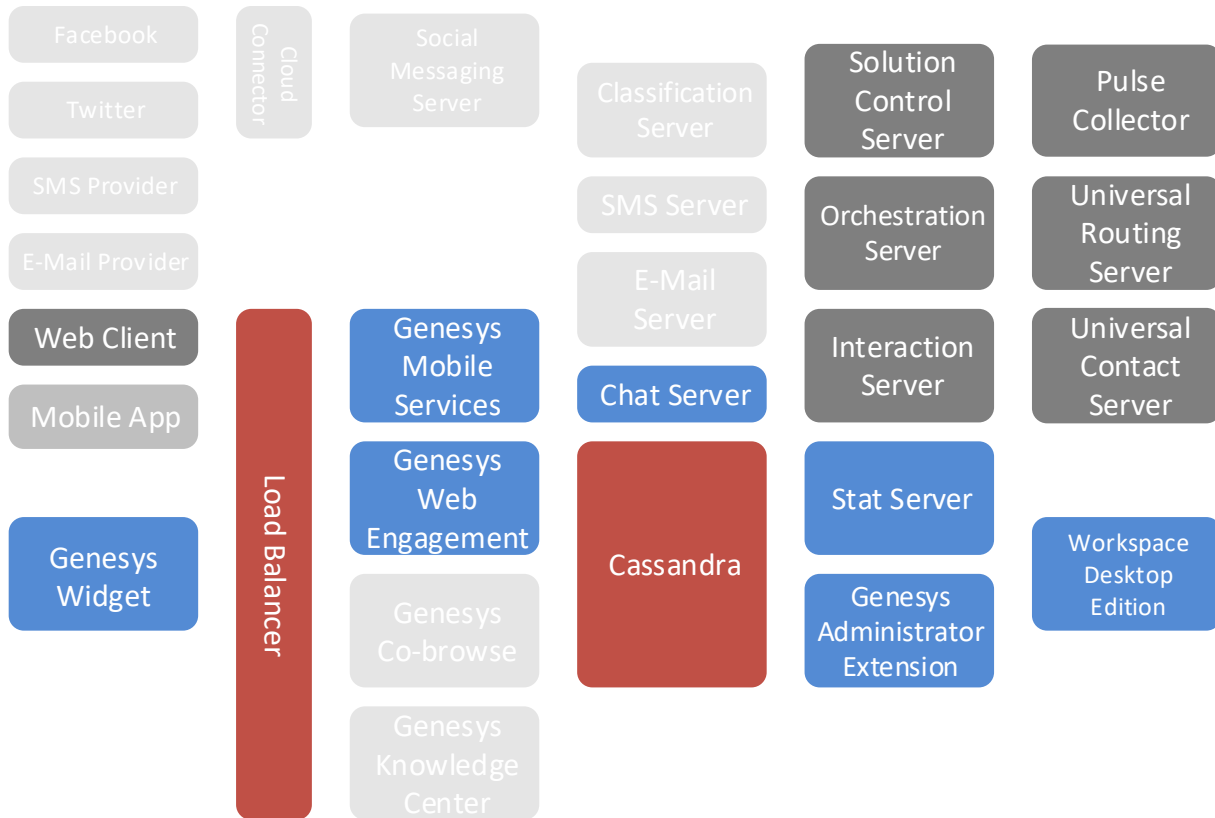 Facebook
Twitter
SMS Provider
E-Mail Provider
Web Client
Mobile App
Genesys
Widget
Cloud
Connector
Load Balancer
Social
Messaging
Server
Genesys
Mobile
Services
Genesys
Web
Engagement
Genesys
Co-browse
Genesys
Knowledge
Center
Classification
Server
SMS Server
E-Mail
Server
Chat Server
Cassandra
Solution
Control
Server
Orchestration
Server
Interaction
Server
Stat Server
Genesys
Administrator
Extension
Pulse
Collector
Universal
Routing
Server
Universal
Contact
Server
Workspace
Desktop
Edition